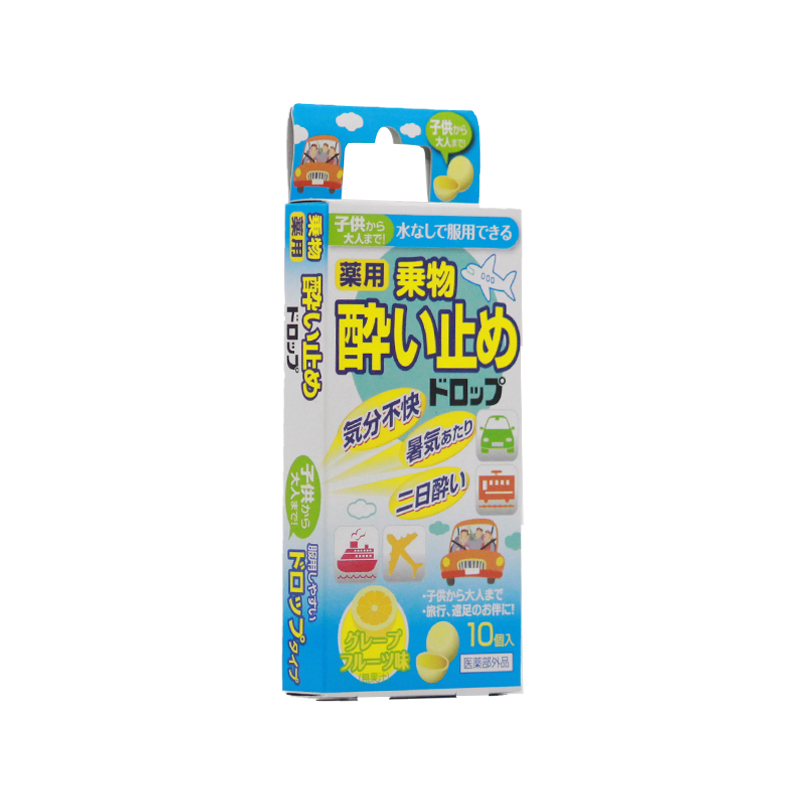 子供から
大人まで!
子供から
大人まで!
水なしで服用できる
薬用
乗物
酔い止め
ドロップ
気分不快
暑気あたり
二日酔い
・子供から大人まで
・旅行、遠足のお伴に!
グレープ
フルーツ味
(無果汁)
10個入
医薬部外品
薬用
乗物
酔い止め
ドロップ
子供から
大人まで!
服用しやすい
ドロップタイプ